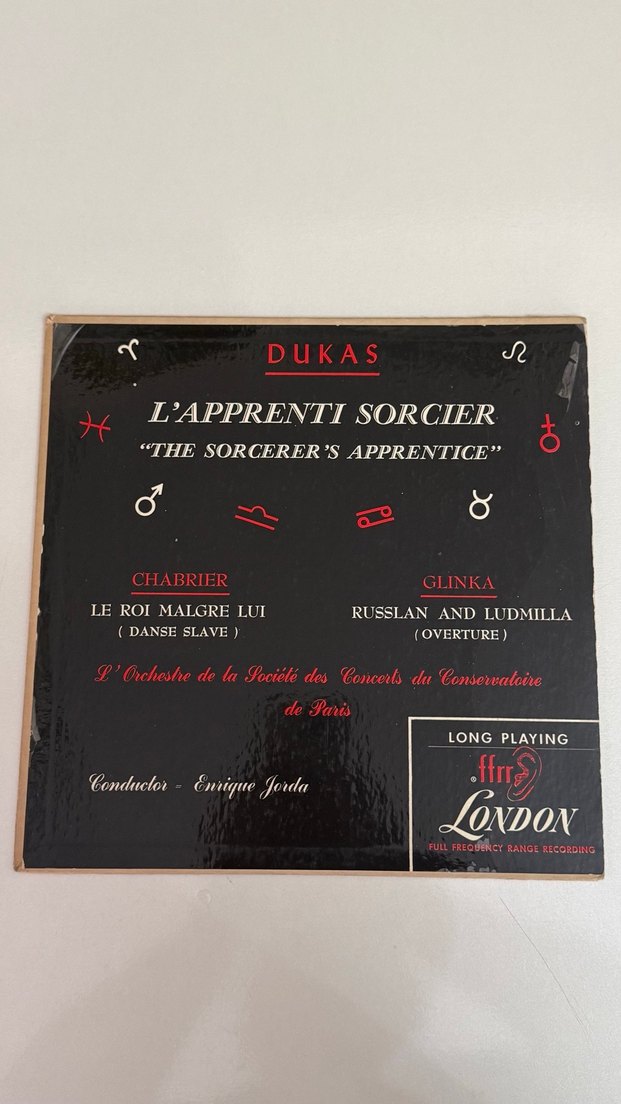 DUKAS
L'APPRENTI SORCIER
"THE SORCERER'S APPRENTICE"
CHABRIER
LE ROI MALGRE LUI
( DANSE SLAVE )
GLINKA
RUSSLAN AND LUDMILLA
( OVERTURE )
L'Orchestre de la Société des Concerts du Conservatoire
de Paris
Conductor = Enrique Jorda
LONG PLAYING
® ffrr
LONDON
FULL FREQUENCY RANGE RECORDING